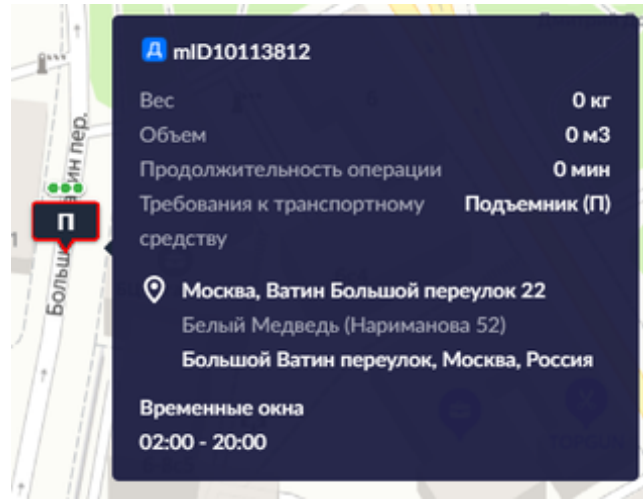 Д mID10113812
Вес 0 кг
Объем 0 м3
Продолжительность операции 0 мин
Требования к транспортному средству Подъемник (П)
Москва, Ватин Большой переулок 22
Белый Медведь (Нариманова 52)
Большой Ватин переулок, Москва, Россия
Временные окна
02:00 - 20:00
П
TOPGUN